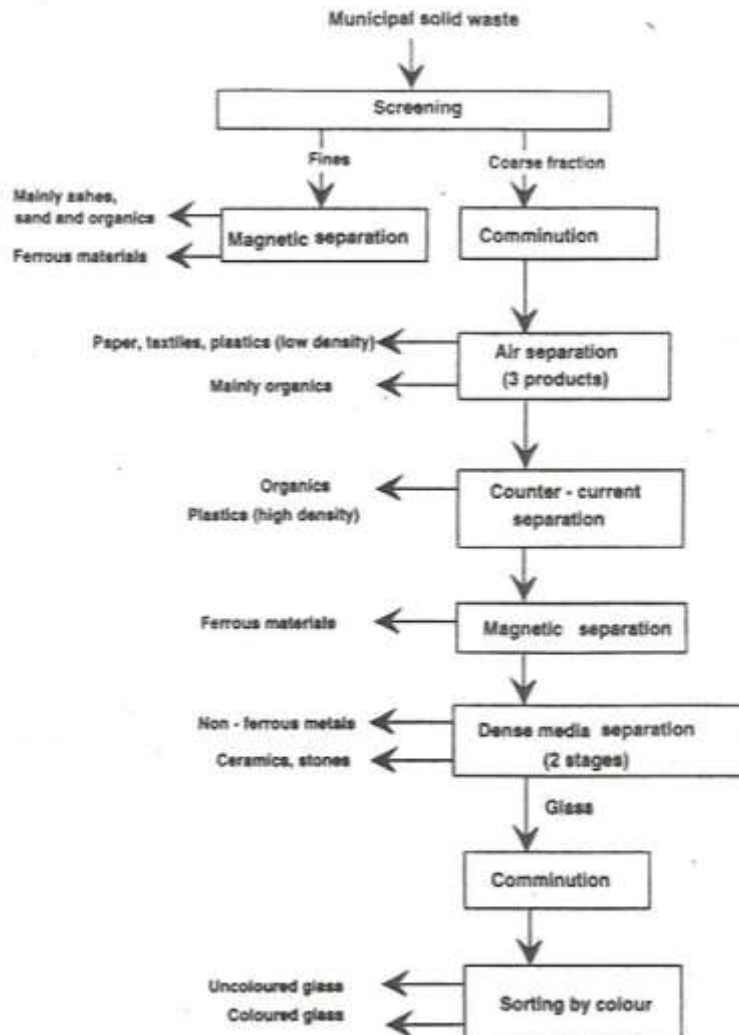 Municipal solid waste
Screening
Fines
Coarse fraction
Mainly ashes,
sand and organics
Ferrous materials
Magnetic separation
Comminution
Paper, textiles, plastics (low density)
Mainly organics
Air separation
(3 products)
Organics
Plastics (high density)
Counter - current
separation
Ferrous materials
Magnetic separation
Non - ferrous metals
Ceramics, stones
Dense media separation
(2 stages)
Glass
Comminution
Uncoloured glass
Coloured glass
Sorting by colour